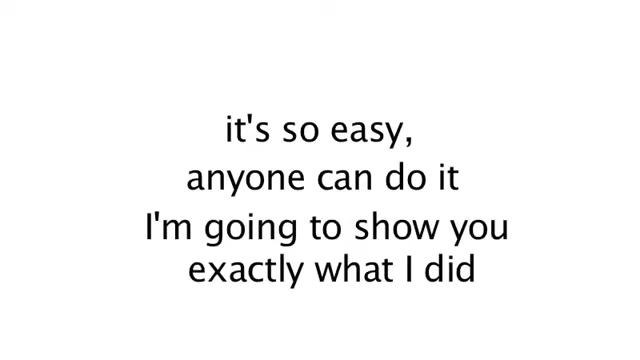 it's so easy,
anyone can do it
I'm going to show you
exactly what I did